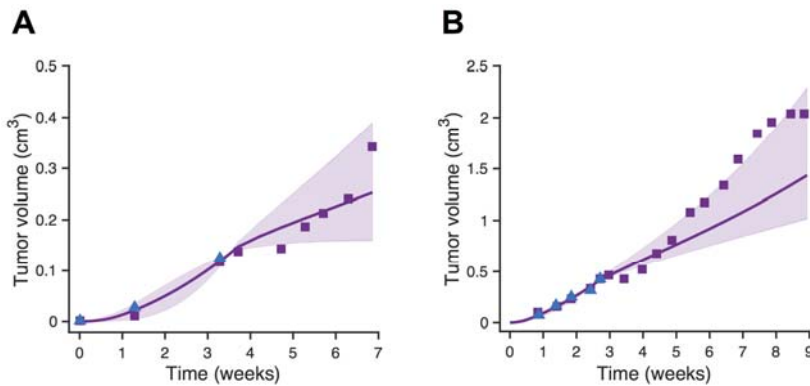 A
B
Tumor volume (cm³)
0.5
0.4
0.3
0.2
0.1
0
0 1 2 3 4 5 6 7
Time (weeks)
Tumor volume (cm³)
2.5
2
1.5
1
0.5
0
0 1 2 3 4 5 6 7 8 9
Time (weeks)